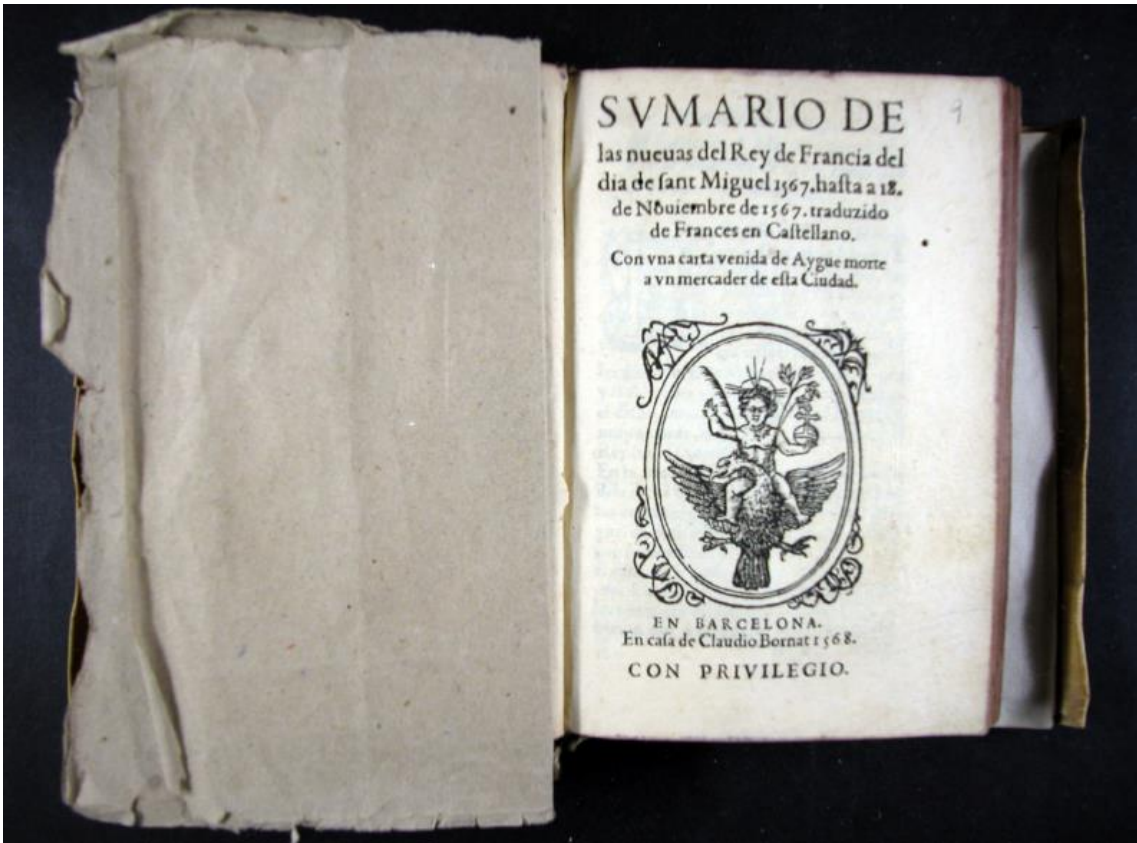 9
SVMARIO DE
las nueuas del Rey de Francia del
dia de ſant Miguel 1567. haſta a 18.
de Nouiembre de 1567. traduzido
de Frances en Caſtellano.
Con vna carta venida de Aygue morte
a vn mercader de eſta Ciudad.
EN BARCELONA.
En caſa de Claudio Bornat 1568.
CON PRIVILEGIO.